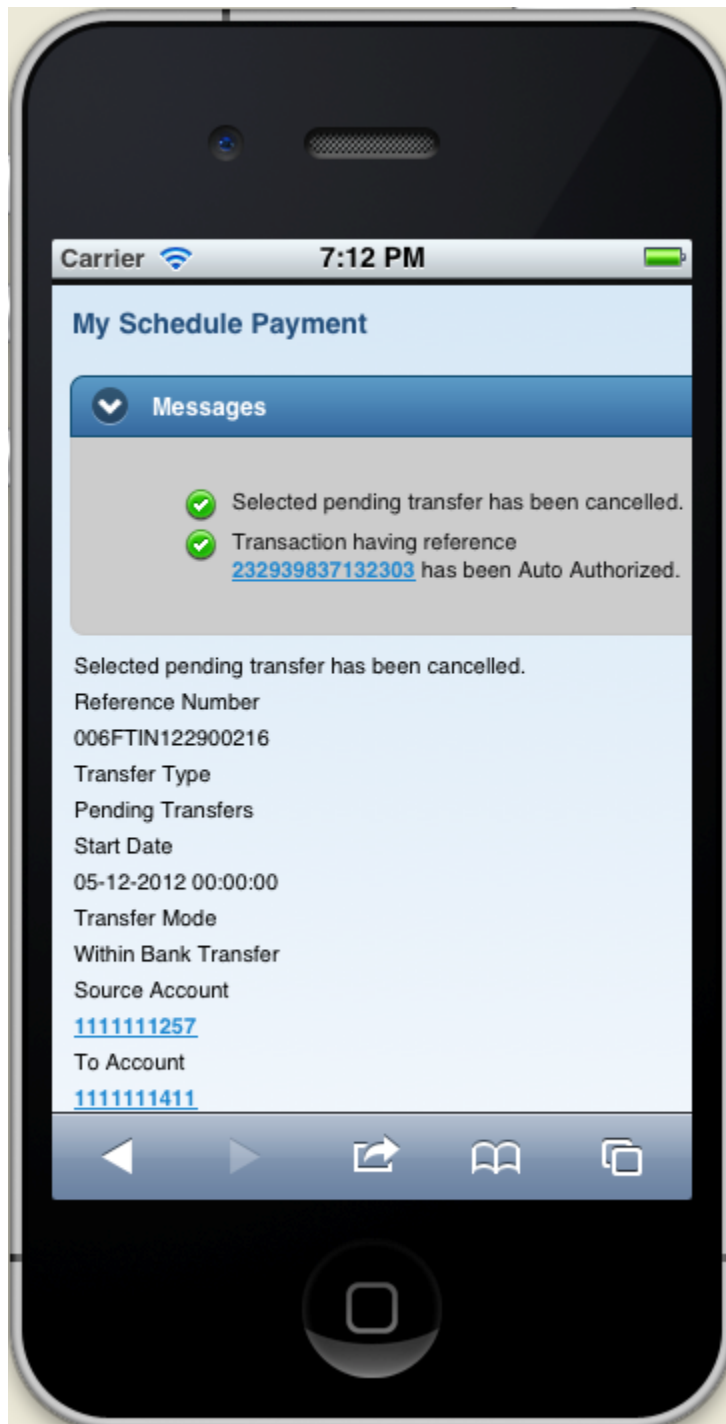 Carrier 7:12 PM
My Schedule Payment
Messages
Selected pending transfer has been cancelled.
Transaction having reference
232939837132303 has been Auto Authorized.
Selected pending transfer has been cancelled.
Reference Number
006FTIN122900216
Transfer Type
Pending Transfers
Start Date
05-12-2012 00:00:00
Transfer Mode
Within Bank Transfer
Source Account
1111111257
To Account
1111111411